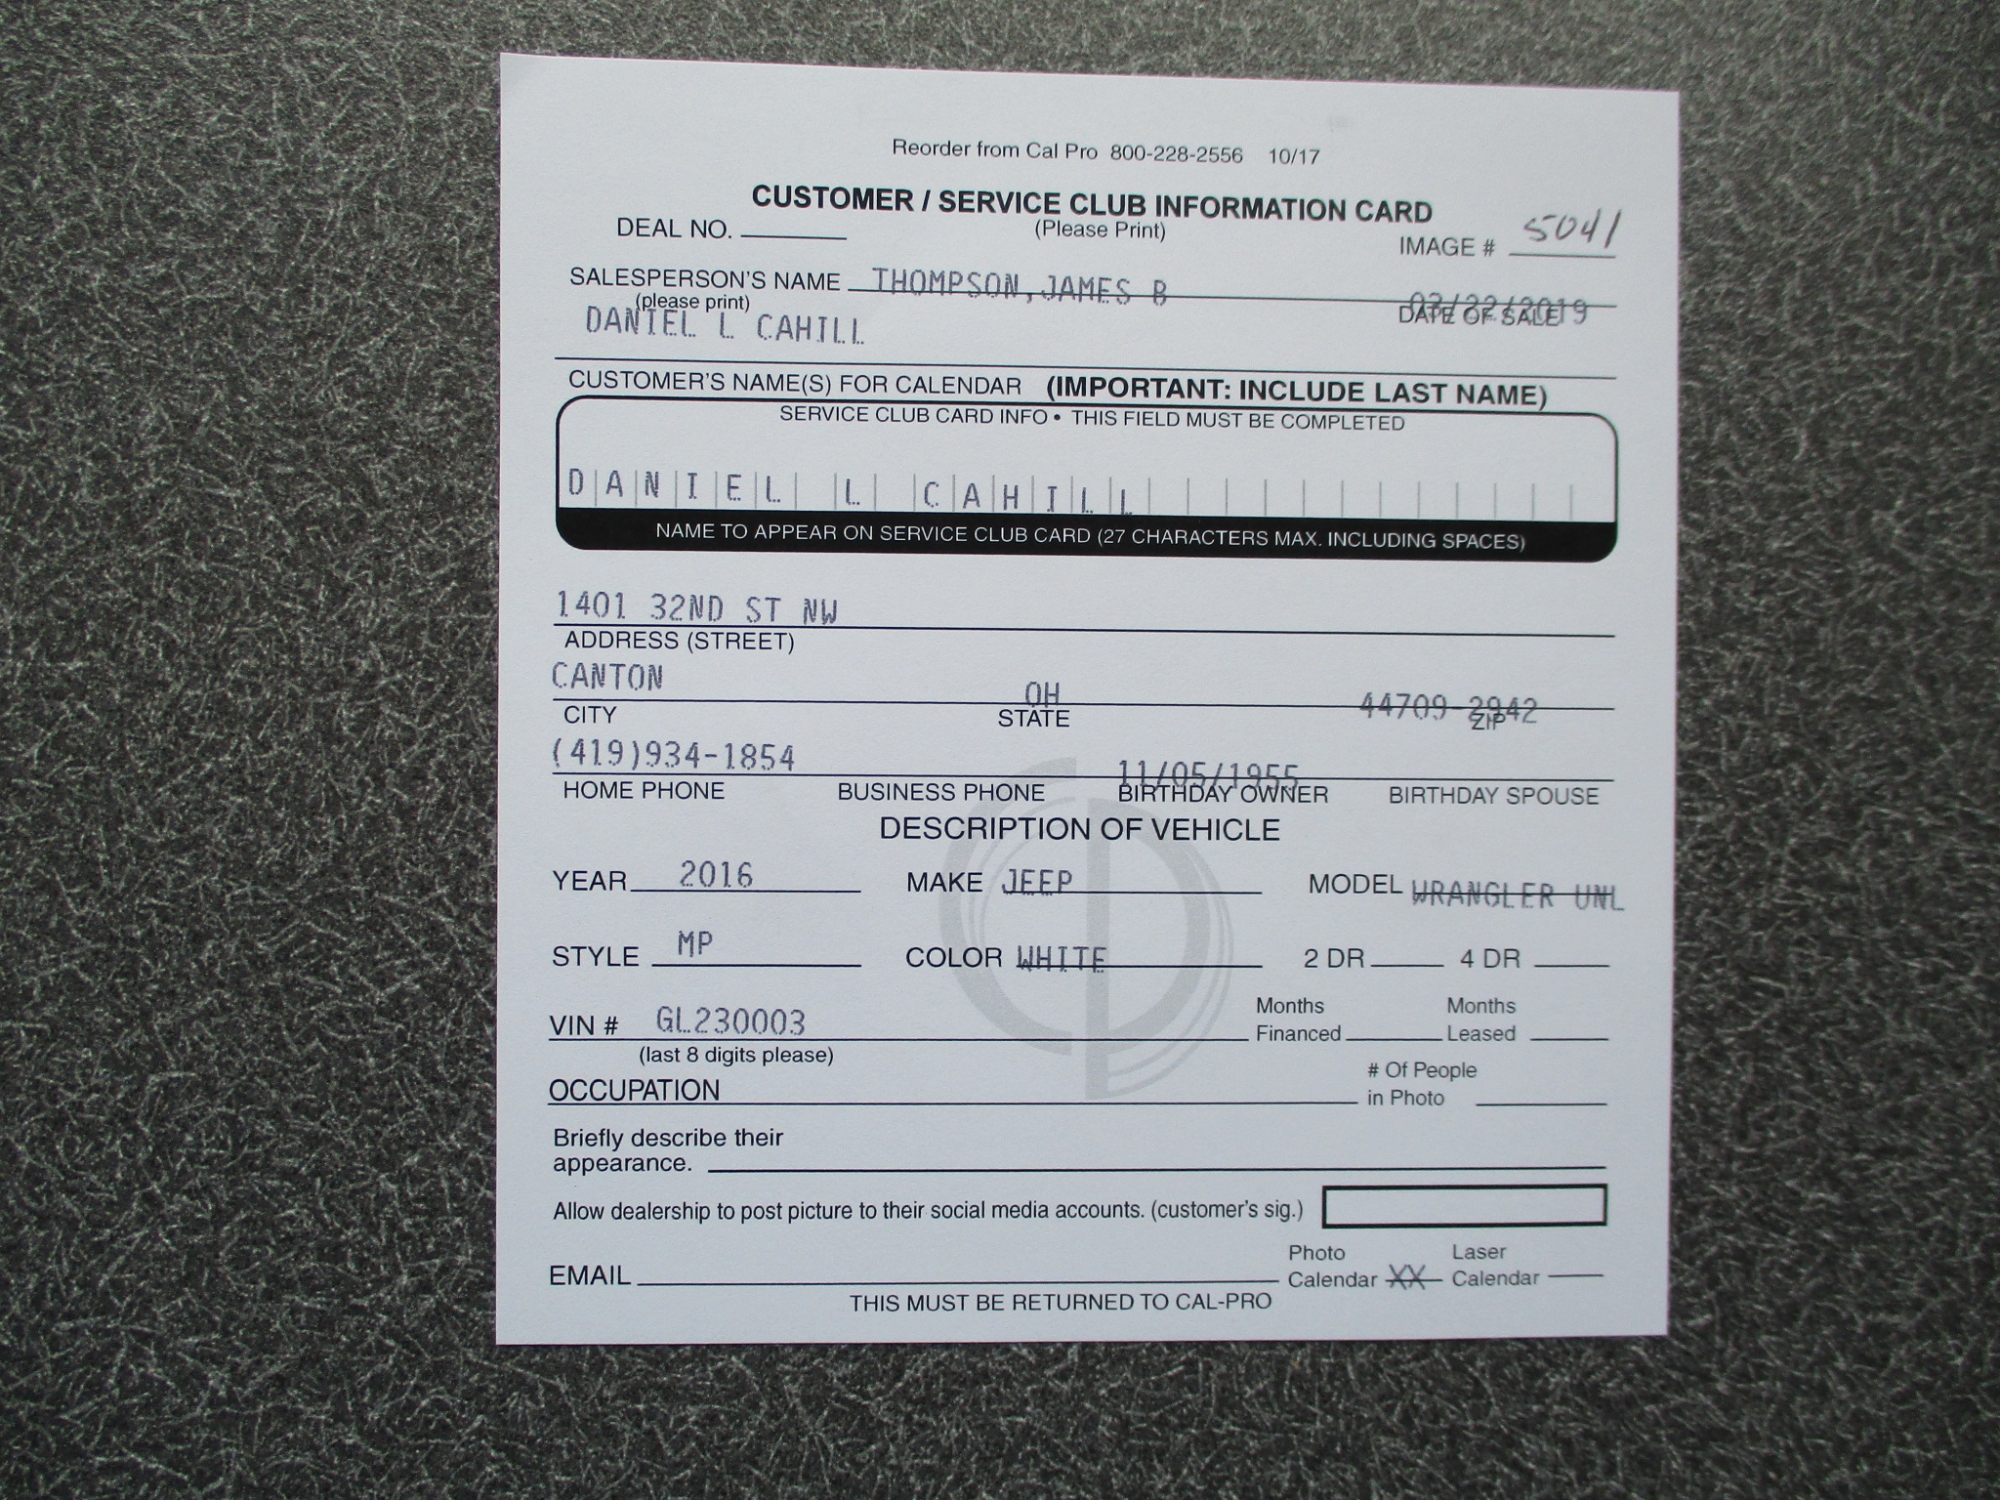 Reorder from Cal Pro 800-228-2556 10/17
CUSTOMER / SERVICE CLUB INFORMATION CARD
DEAL NO. (Please Print) IMAGE # 5041
SALESPERSON'S NAME THOMPSON, JAMES B
(please print) DATE OF SALE /22/2019
DANIEL L CAHILL
CUSTOMER'S NAME(S) FOR CALENDAR (IMPORTANT: INCLUDE LAST NAME)
SERVICE CLUB CARD INFO • THIS FIELD MUST BE COMPLETED
DANIEL L CAHILL
NAME TO APPEAR ON SERVICE CLUB CARD (27 CHARACTERS MAX. INCLUDING SPACES)
1401 32ND ST NW
ADDRESS (STREET)
CANTON OH 44709-2942
CITY STATE ZIP
(419)934-1854 11/05/1955
HOME PHONE BUSINESS PHONE BIRTHDAY OWNER BIRTHDAY SPOUSE
DESCRIPTION OF VEHICLE
YEAR 2016 MAKE JEEP MODEL WRANGLER UNL
STYLE MP COLOR WHITE 2 DR 4 DR
VIN # GL230003 Months Financed Months Leased
(last 8 digits please)
OCCUPATION # Of People in Photo
Briefly describe their
appearance.
Allow dealership to post picture to their social media accounts. (customer's sig.)
EMAIL Photo Calendar XX Laser Calendar
THIS MUST BE RETURNED TO CAL-PRO